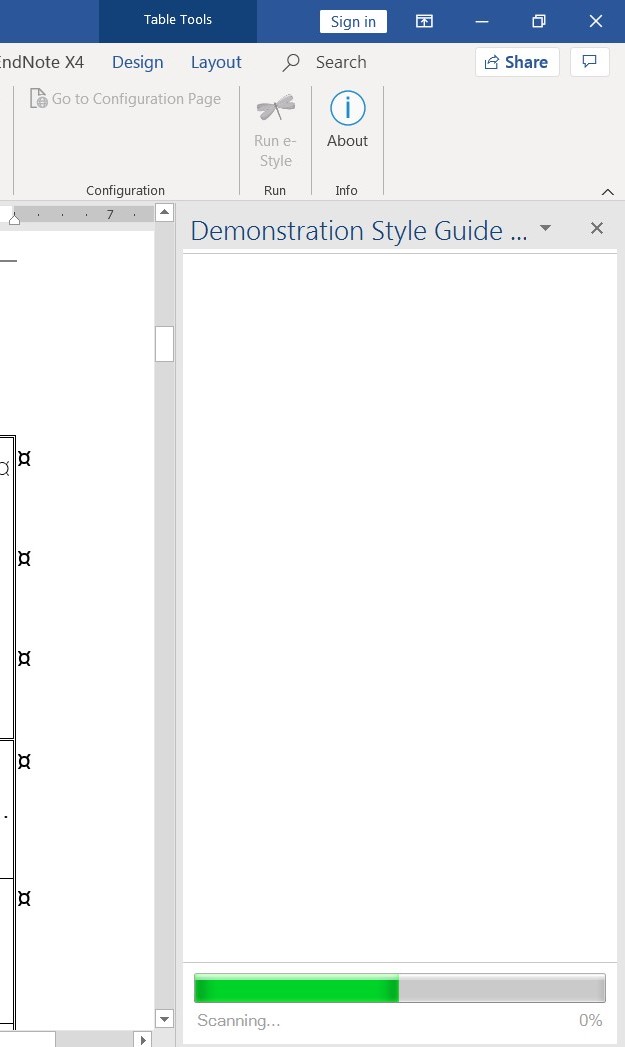 Table Tools
Sign in
EndNote X4 Design Layout Search Share
Go to Configuration Page
Run e-
Style
About
Configuration Run Info
7
Demonstration Style Guide ...
¤
¤
¤
¤
¤
¤
.
Scanning... 0%